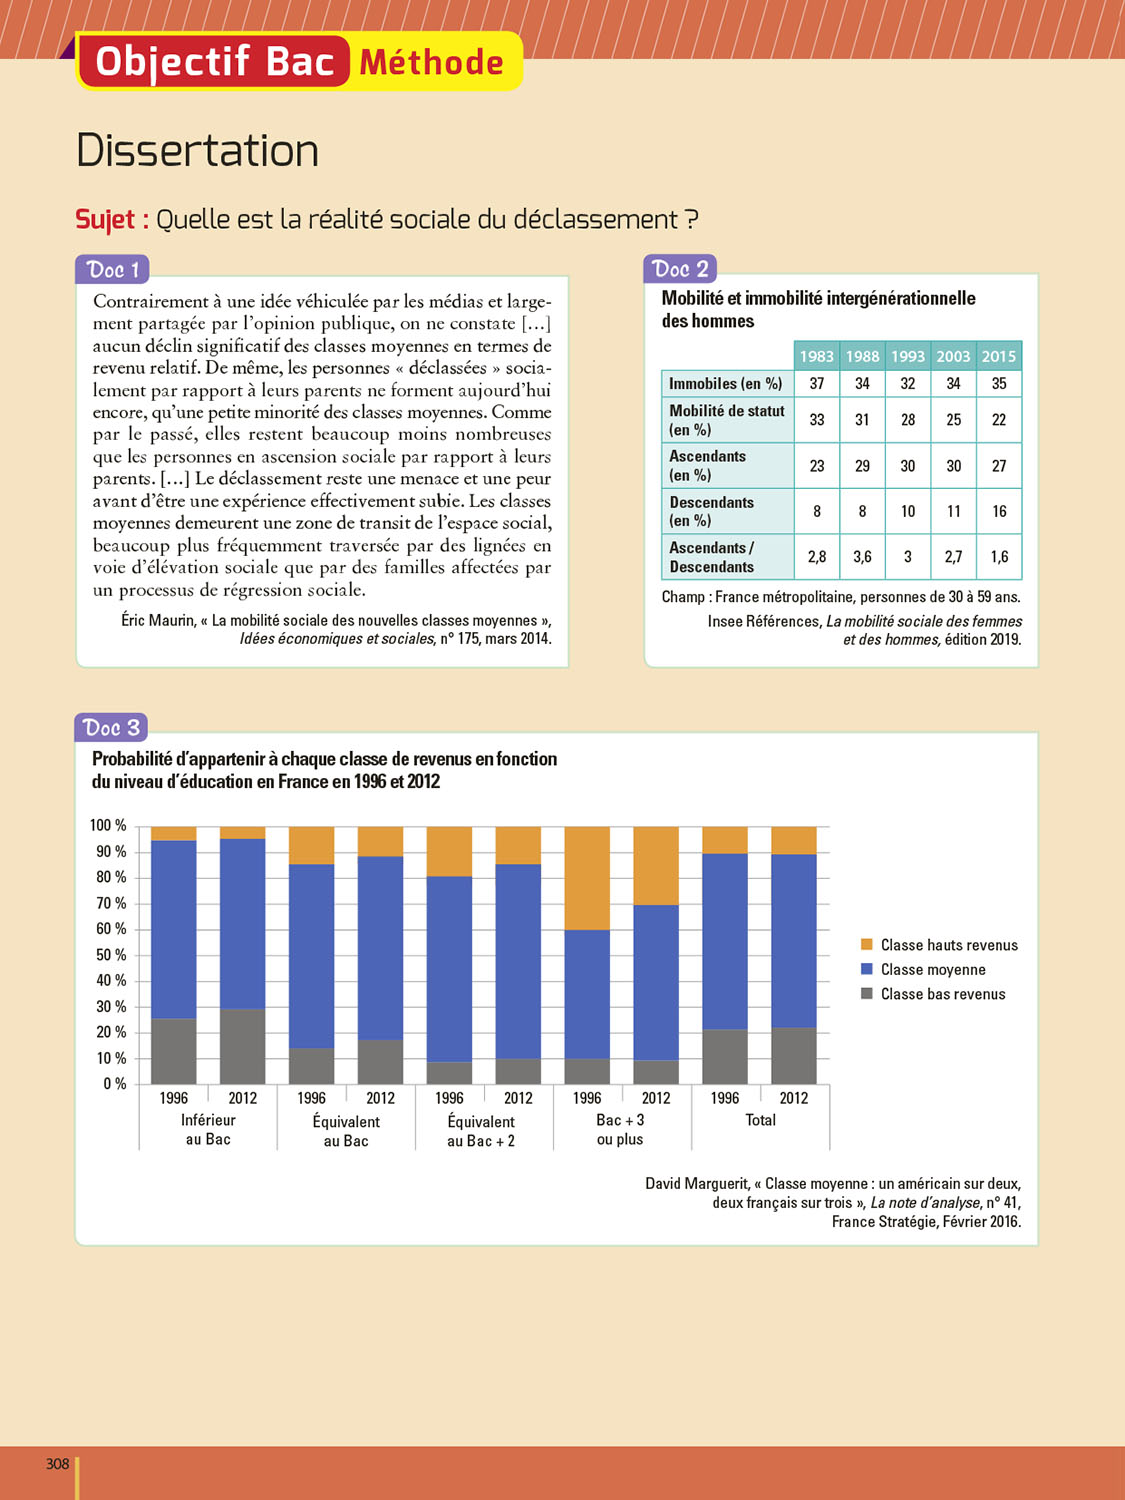 Objectif Bac Méthode
Dissertation
Sujet : Quelle est la réalité sociale du déclassement ?
Doc 1
Contrairement à une idée véhiculée par les médias et large-
ment partagée par l'opinion publique, on ne constate […]
aucun déclin significatif des classes moyennes en termes de
revenu relatif. De même, les personnes « déclassées » socia-
lement par rapport à leurs parents ne forment aujourd'hui
encore, qu'une petite minorité des classes moyennes. Comme
par le passé, elles restent beaucoup moins nombreuses
que les personnes en ascension sociale par rapport à leurs
parents. […] Le déclassement reste une menace et une peur
avant d'être une expérience effectivement subie. Les classes
moyennes demeurent une zone de transit de l'espace social,
beaucoup plus fréquemment traversée par des lignées en
voie d'élévation sociale que par des familles affectées par
un processus de régression sociale.
Éric Maurin, « La mobilité sociale des nouvelles classes moyennes »,
Idées économiques et sociales, n° 175, mars 2014.
Doc 2
Mobilité et immobilité intergénérationnelle
des hommes
1983 1988 1993 2003 2015
Immobiles (en %) 37 34 32 34 35
Mobilité de statut
(en %) 33 31 28 25 22
Ascendants
(en %) 23 29 30 30 27
Descendants
(en %) 8 8 10 11 16
Ascendants /
Descendants 2,8 3,6 3 2,7 1,6
Champ : France métropolitaine, personnes de 30 à 59 ans.
Insee Références, La mobilité sociale des femmes
et des hommes, édition 2019.
Doc 3
Probabilité d'appartenir à chaque classe de revenus en fonction
du niveau d'éducation en France en 1996 et 2012
100 %
90 %
80 %
70 %
60 %
50 %
40 %
30 %
20 %
10 %
0 %
Classe hauts revenus
Classe moyenne
Classe bas revenus
1996 2012 1996 2012 1996 2012 1996 2012 1996 2012
Inférieur
au Bac
Équivalent
au Bac
Équivalent
au Bac + 2
Bac + 3
ou plus
Total
David Marguerit, « Classe moyenne : un américain sur deux,
deux français sur trois », La note d'analyse, n° 41,
France Stratégie, Février 2016.
308